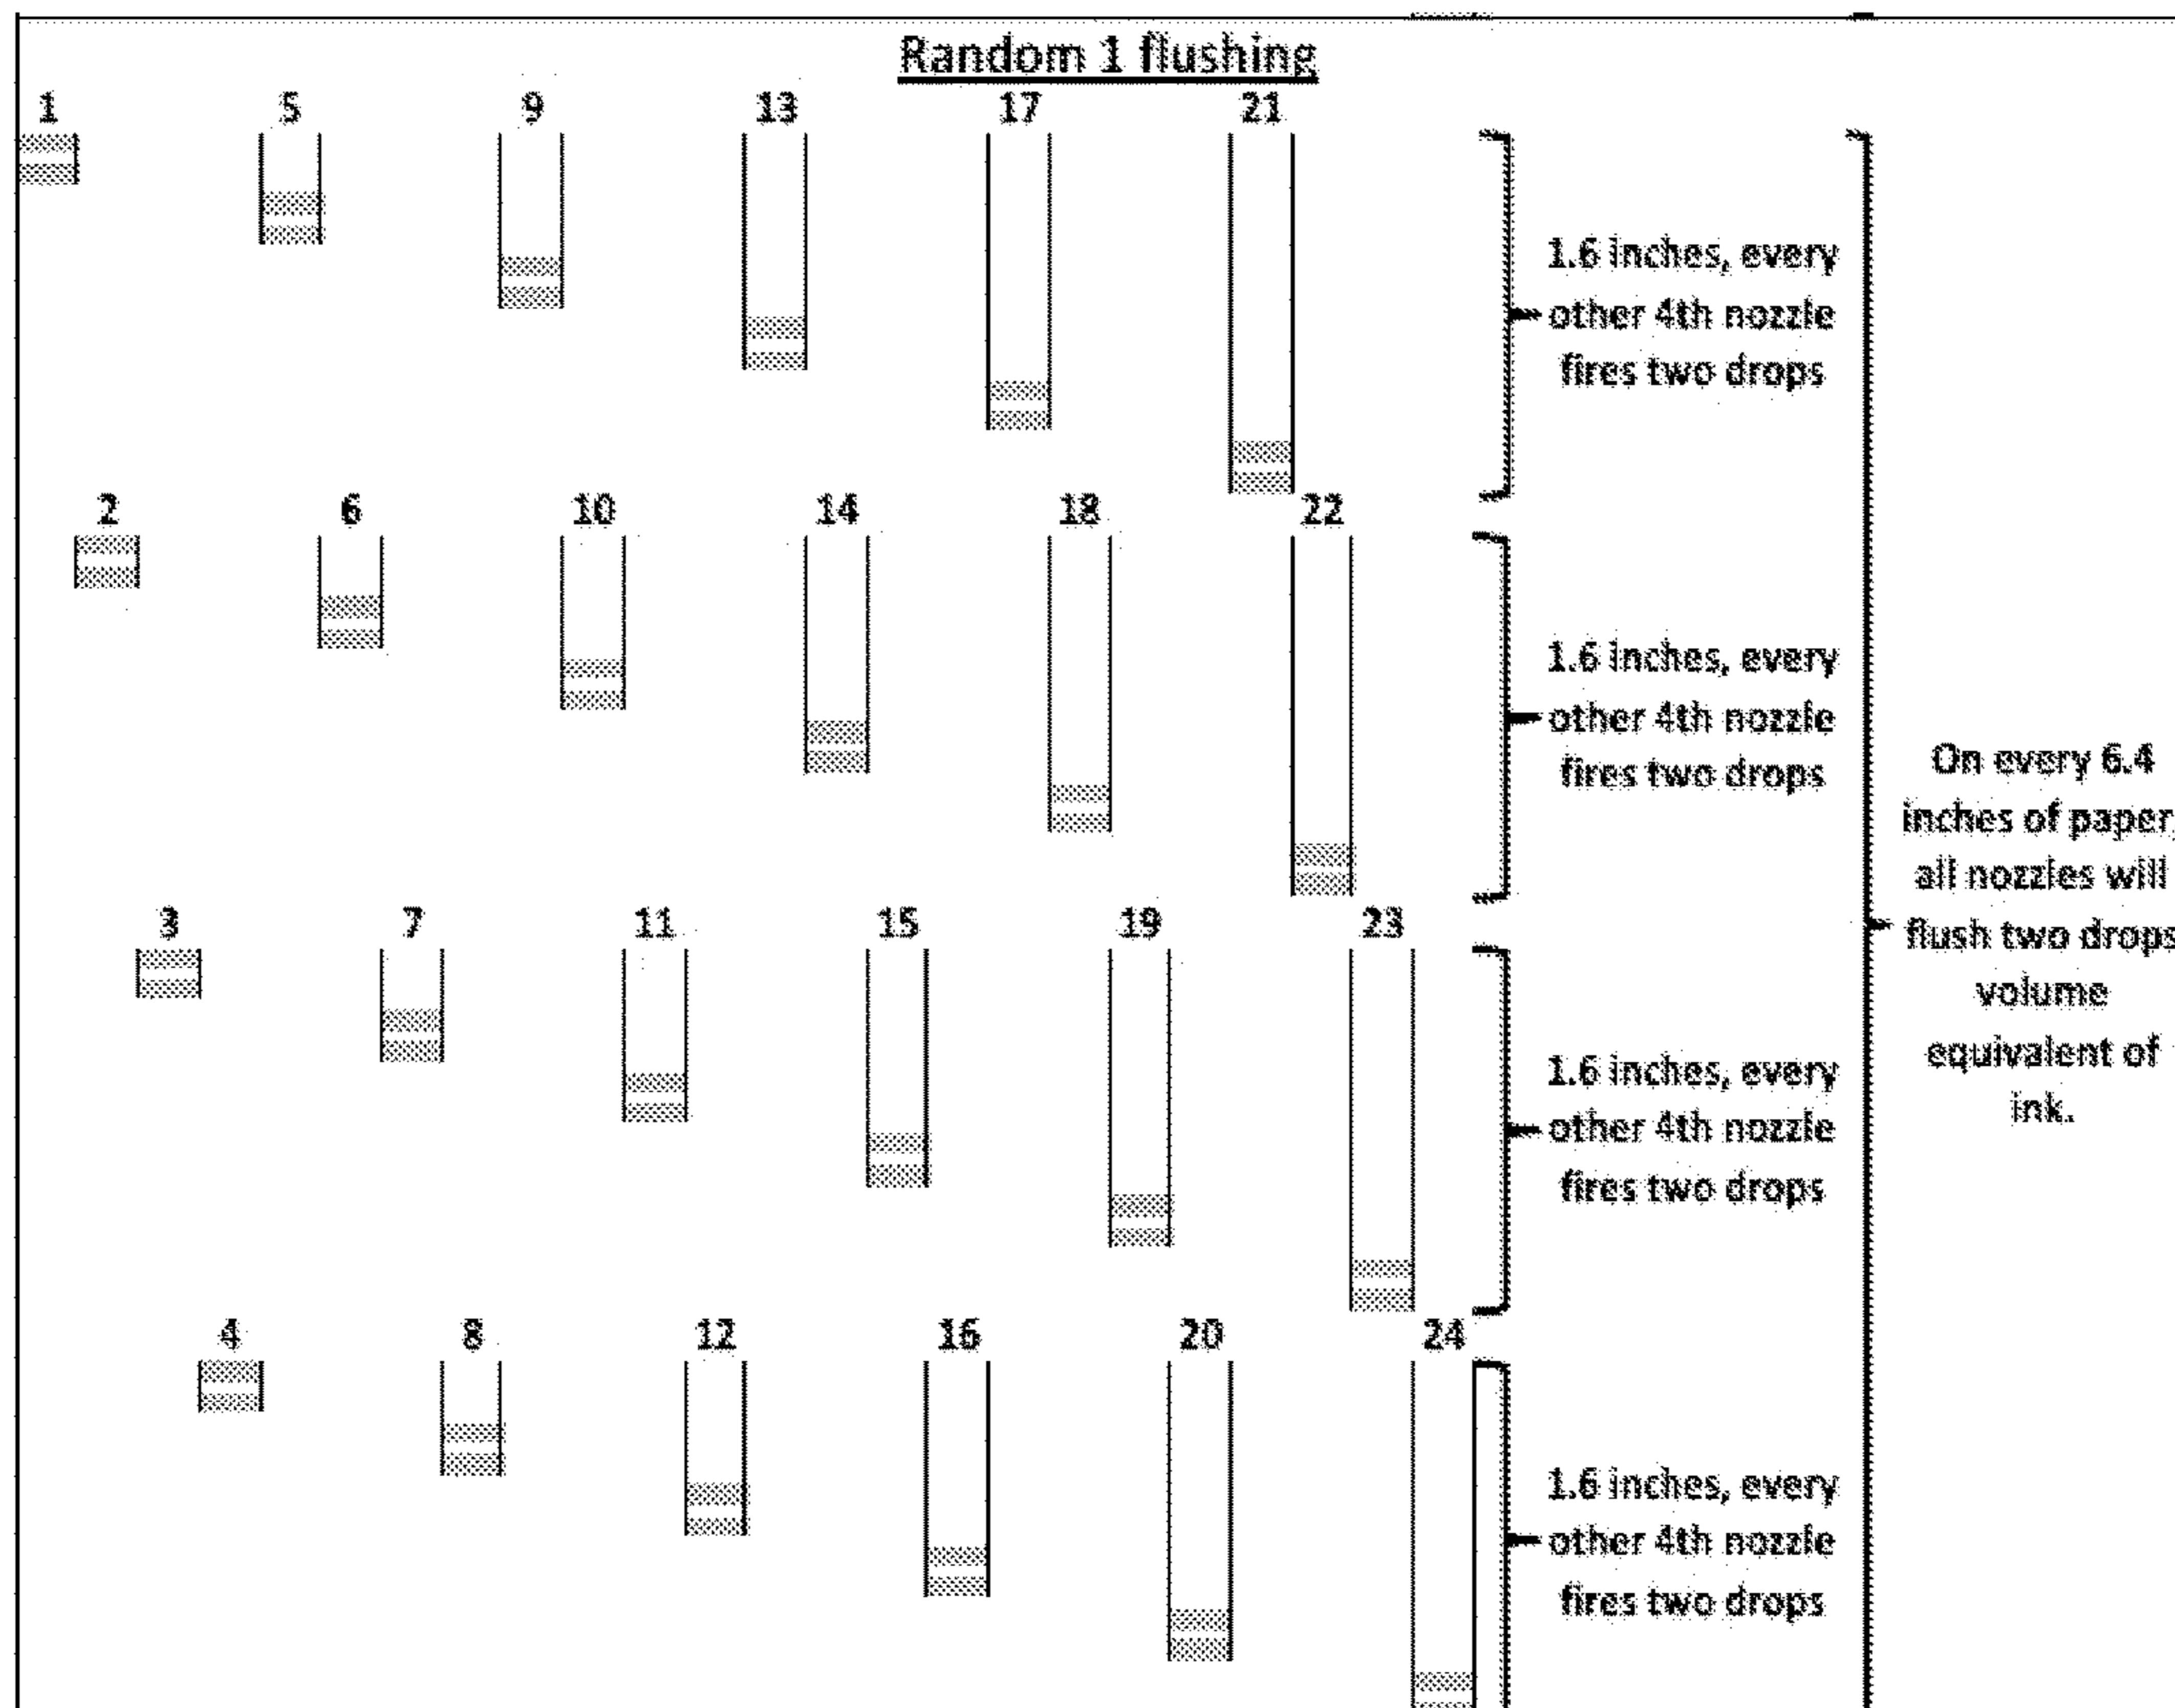 Random 1 flushing
1 5 9 13 17 21
1.6 inches, every
other 4th nozzle
fires two drops
2 6 10 14 18 22
1.6 inches, every
other 4th nozzle
fires two drops
On every 6.4
inches of paper,
all nozzles will
flush two drops
volume
equivalent of
ink.
3 7 11 15 19 23
1.6 inches, every
other 4th nozzle
fires two drops
4 8 12 16 20 24
1.6 inches, every
other 4th nozzle
fires two drops